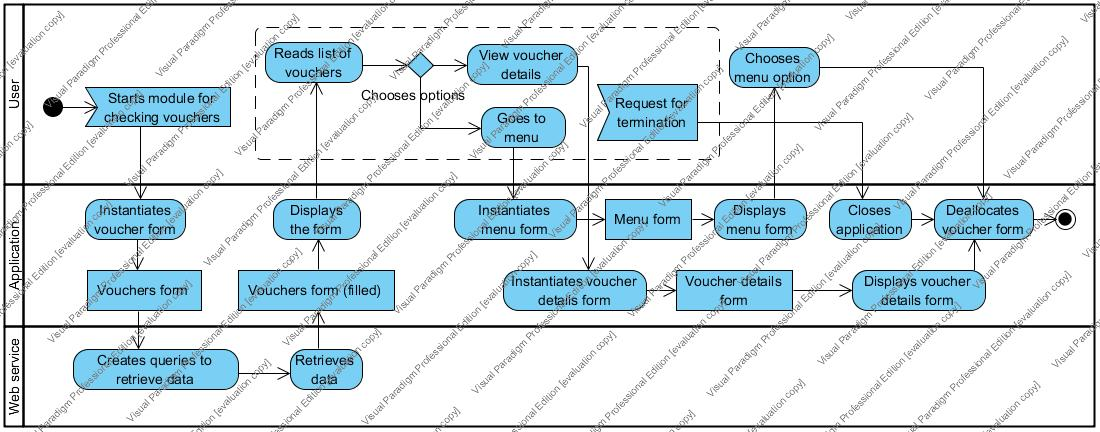 User
Starts module for
checking vouchers
Reads list of
vouchers
Chooses options
View voucher
details
Goes to
menu
Request for
termination
Chooses
menu option
Application
Instantiates
voucher form
Vouchers form
Displays
the form
Vouchers form (filled)
Instantiates
menu form
Menu form
Displays
menu form
Closes
application
Deallocates
voucher form
Instantiates voucher
details form
Voucher details
form
Displays voucher
details form
Web service
Creates queries to
retrieve data
Retrieves
data
Visual Paradigm Professional Edition [evaluation copy]